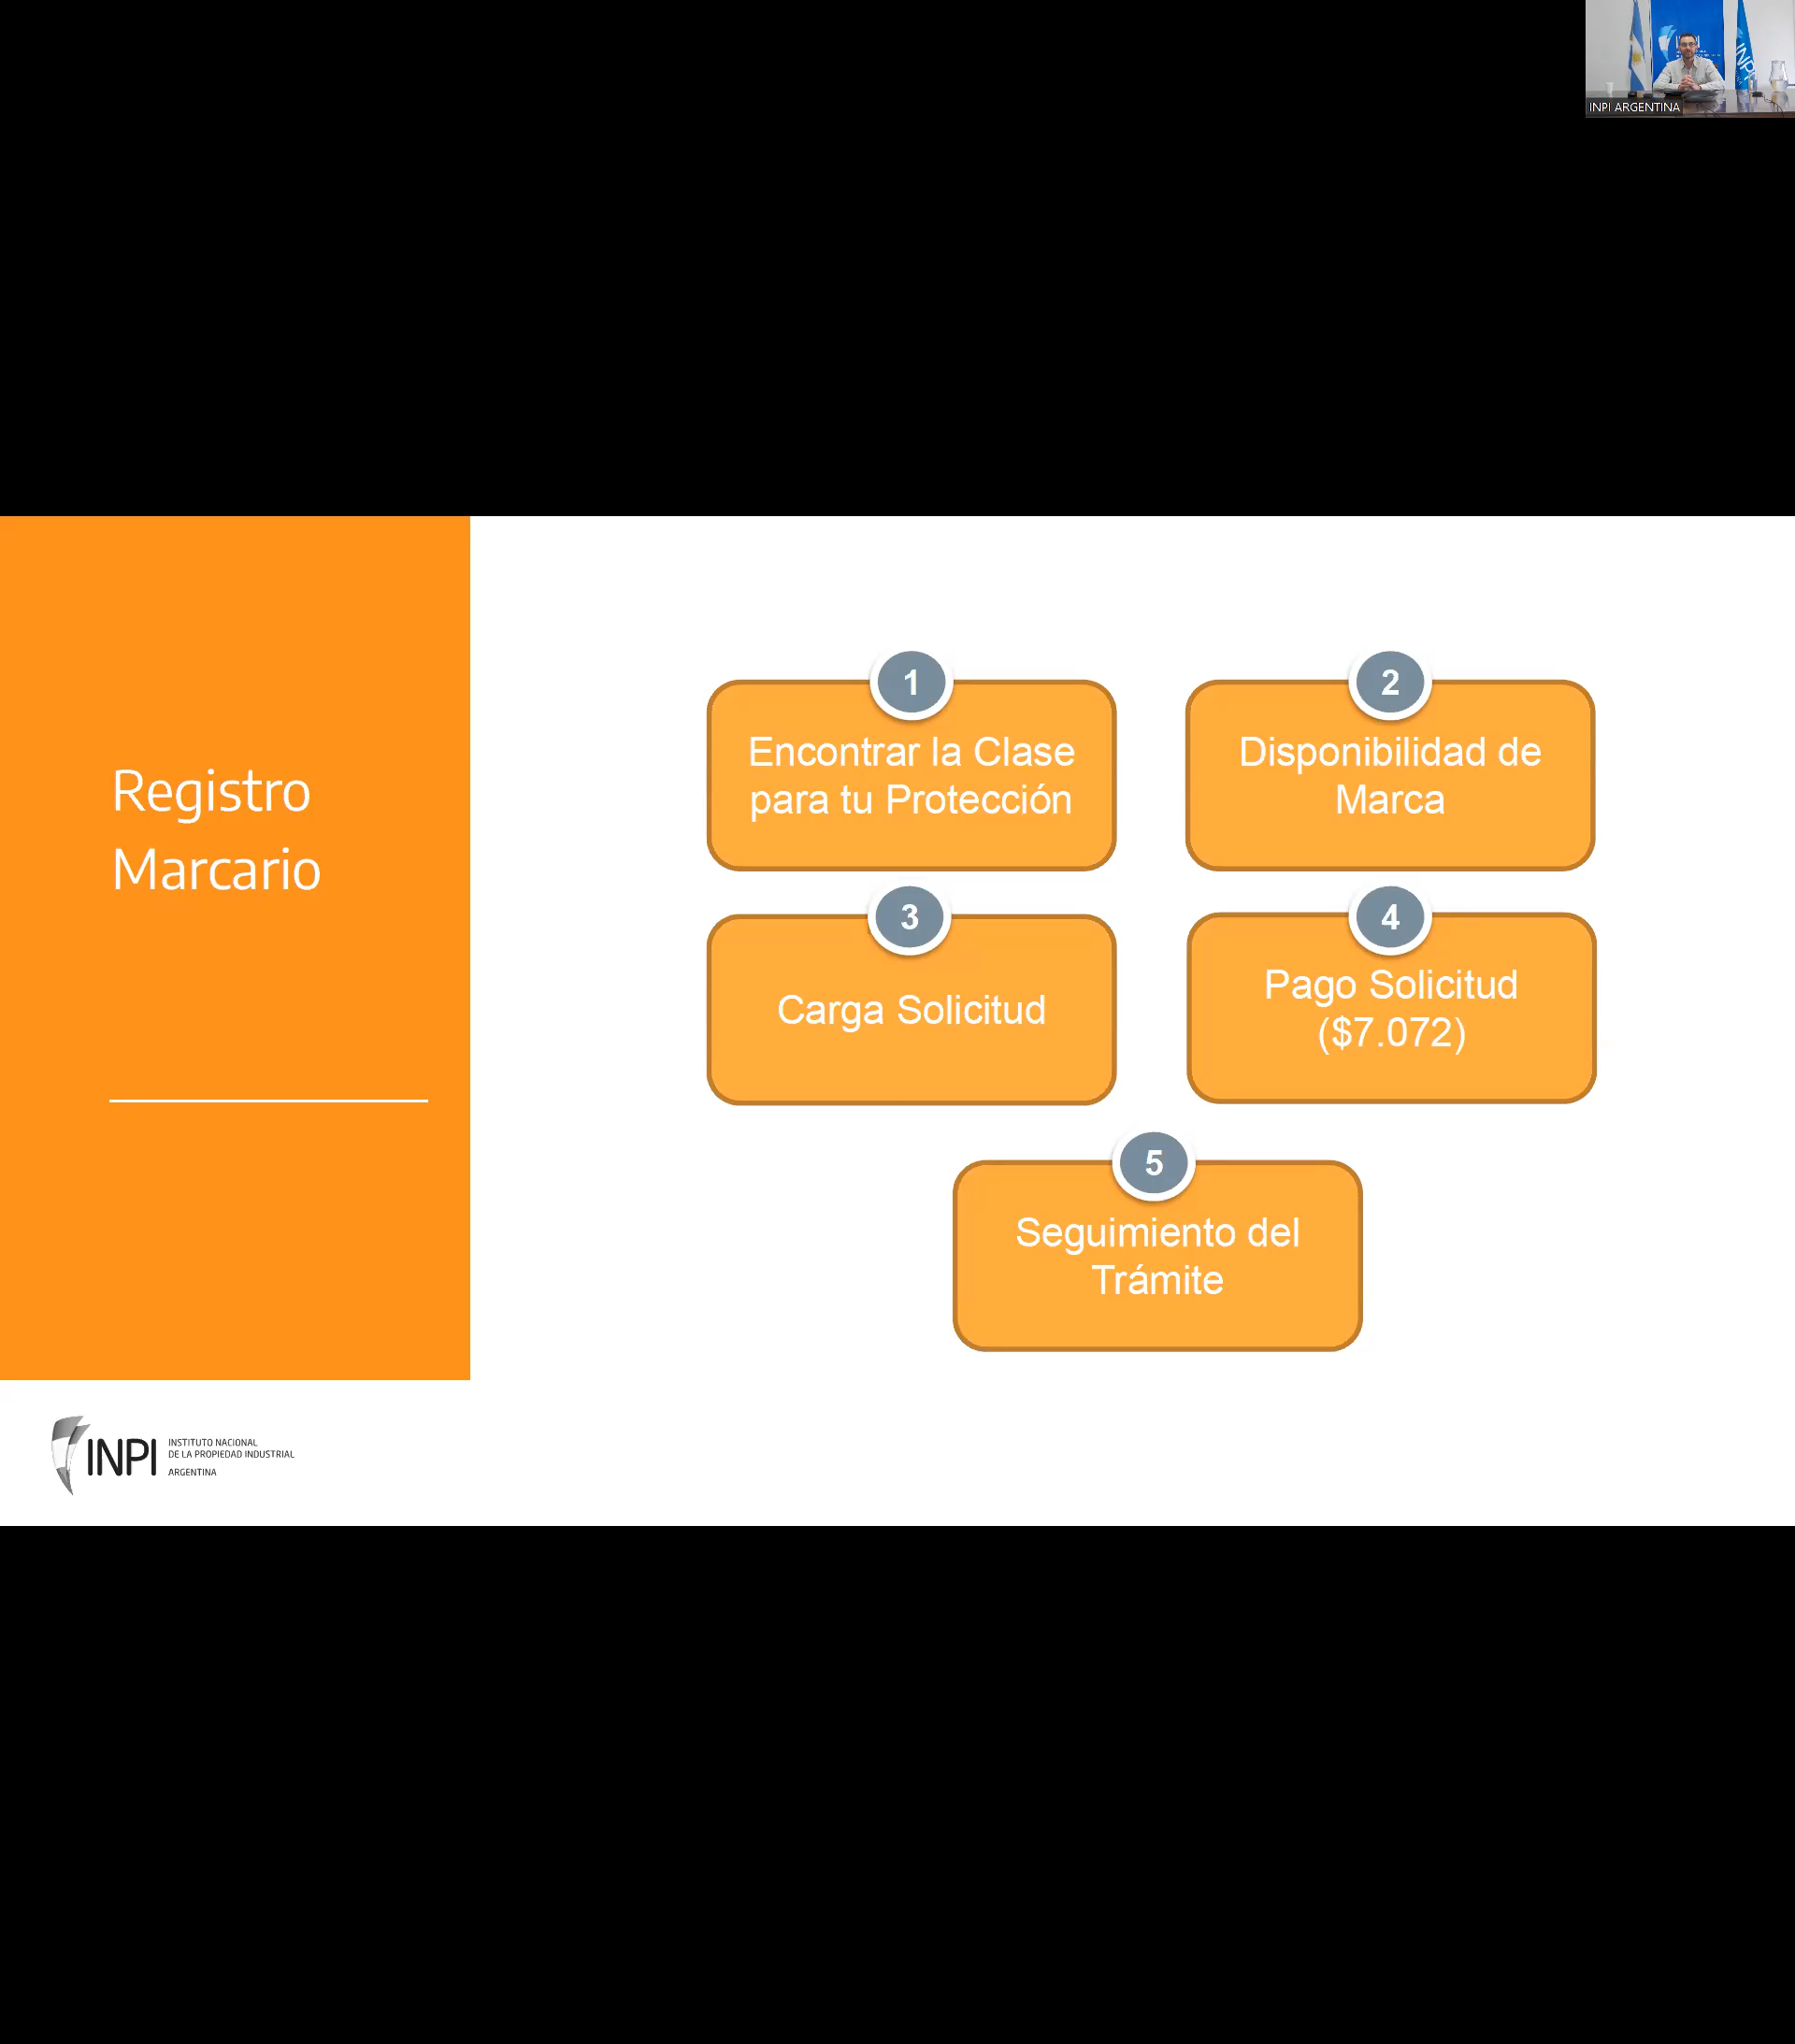 INPI ARGENTINA
INPI
Registro
Marcario
1
Encontrar la Clase
para tu Protección
2
Disponibilidad de
Marca
3
Carga Solicitud
4
Pago Solicitud
($7.072)
5
Seguimiento del
Trámite
INPI
INSTITUTO NACIONAL
DE LA PROPIEDAD INDUSTRIAL
ARGENTINA